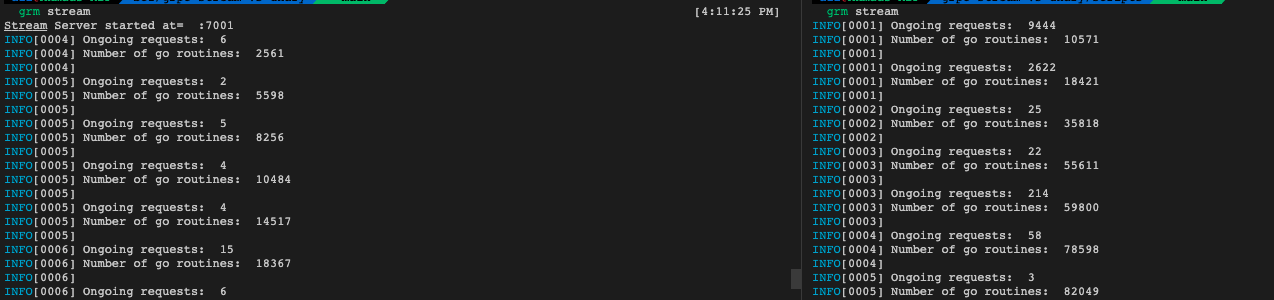 grm stream
[4:11:25 PM]
Stream Server started at=  :7001
INFO[0004] Ongoing requests:  6
INFO[0004] Number of go routines:  2561
INFO[0004]
INFO[0005] Ongoing requests:  2
INFO[0005] Number of go routines:  5598
INFO[0005]
INFO[0005] Ongoing requests:  5
INFO[0005] Number of go routines:  8256
INFO[0005]
INFO[0005] Ongoing requests:  4
INFO[0005] Number of go routines:  10484
INFO[0005]
INFO[0005] Ongoing requests:  4
INFO[0005] Number of go routines:  14517
INFO[0005]
INFO[0006] Ongoing requests:  15
INFO[0006] Number of go routines:  18367
INFO[0006]
INFO[0006] Ongoing requests:  6
grm stream
INFO[0001] Ongoing requests:  9444
INFO[0001] Number of go routines:  10571
INFO[0001]
INFO[0001] Ongoing requests:  2622
INFO[0001] Number of go routines:  18421
INFO[0001]
INFO[0002] Ongoing requests:  25
INFO[0002] Number of go routines:  35818
INFO[0002]
INFO[0003] Ongoing requests:  22
INFO[0003] Number of go routines:  55611
INFO[0003]
INFO[0003] Ongoing requests:  214
INFO[0003] Number of go routines:  59800
INFO[0003]
INFO[0004] Ongoing requests:  58
INFO[0004] Number of go routines:  78598
INFO[0004]
INFO[0005] Ongoing requests:  3
INFO[0005] Number of go routines:  82049